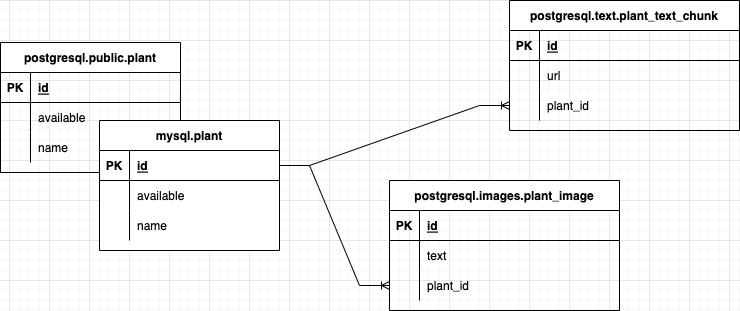 postgresql.public.plant
PK id
available
name
mysql.plant
PK id
available
name
postgresql.text.plant_text_chunk
PK id
url
plant_id
postgresql.images.plant_image
PK id
text
plant_id